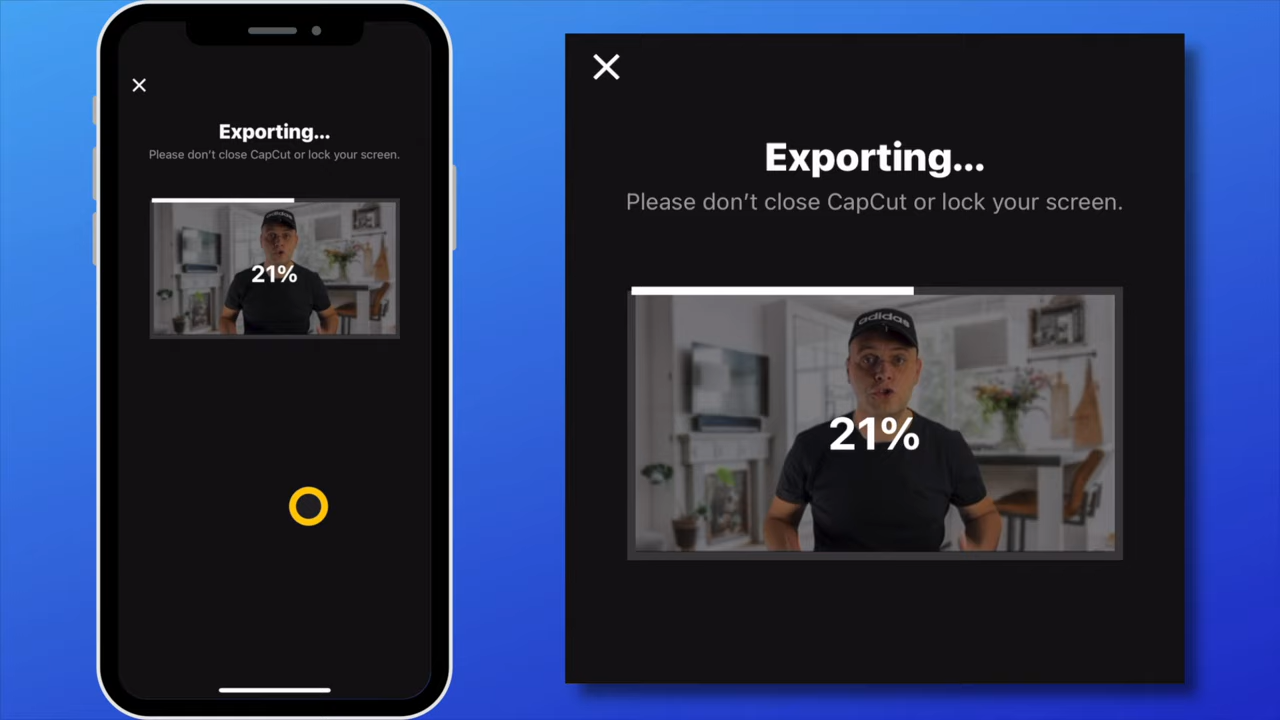 Exporting...
Please don't close CapCut or lock your screen.
21%
Exporting...
Please don't close CapCut or lock your screen.
adidas
21%